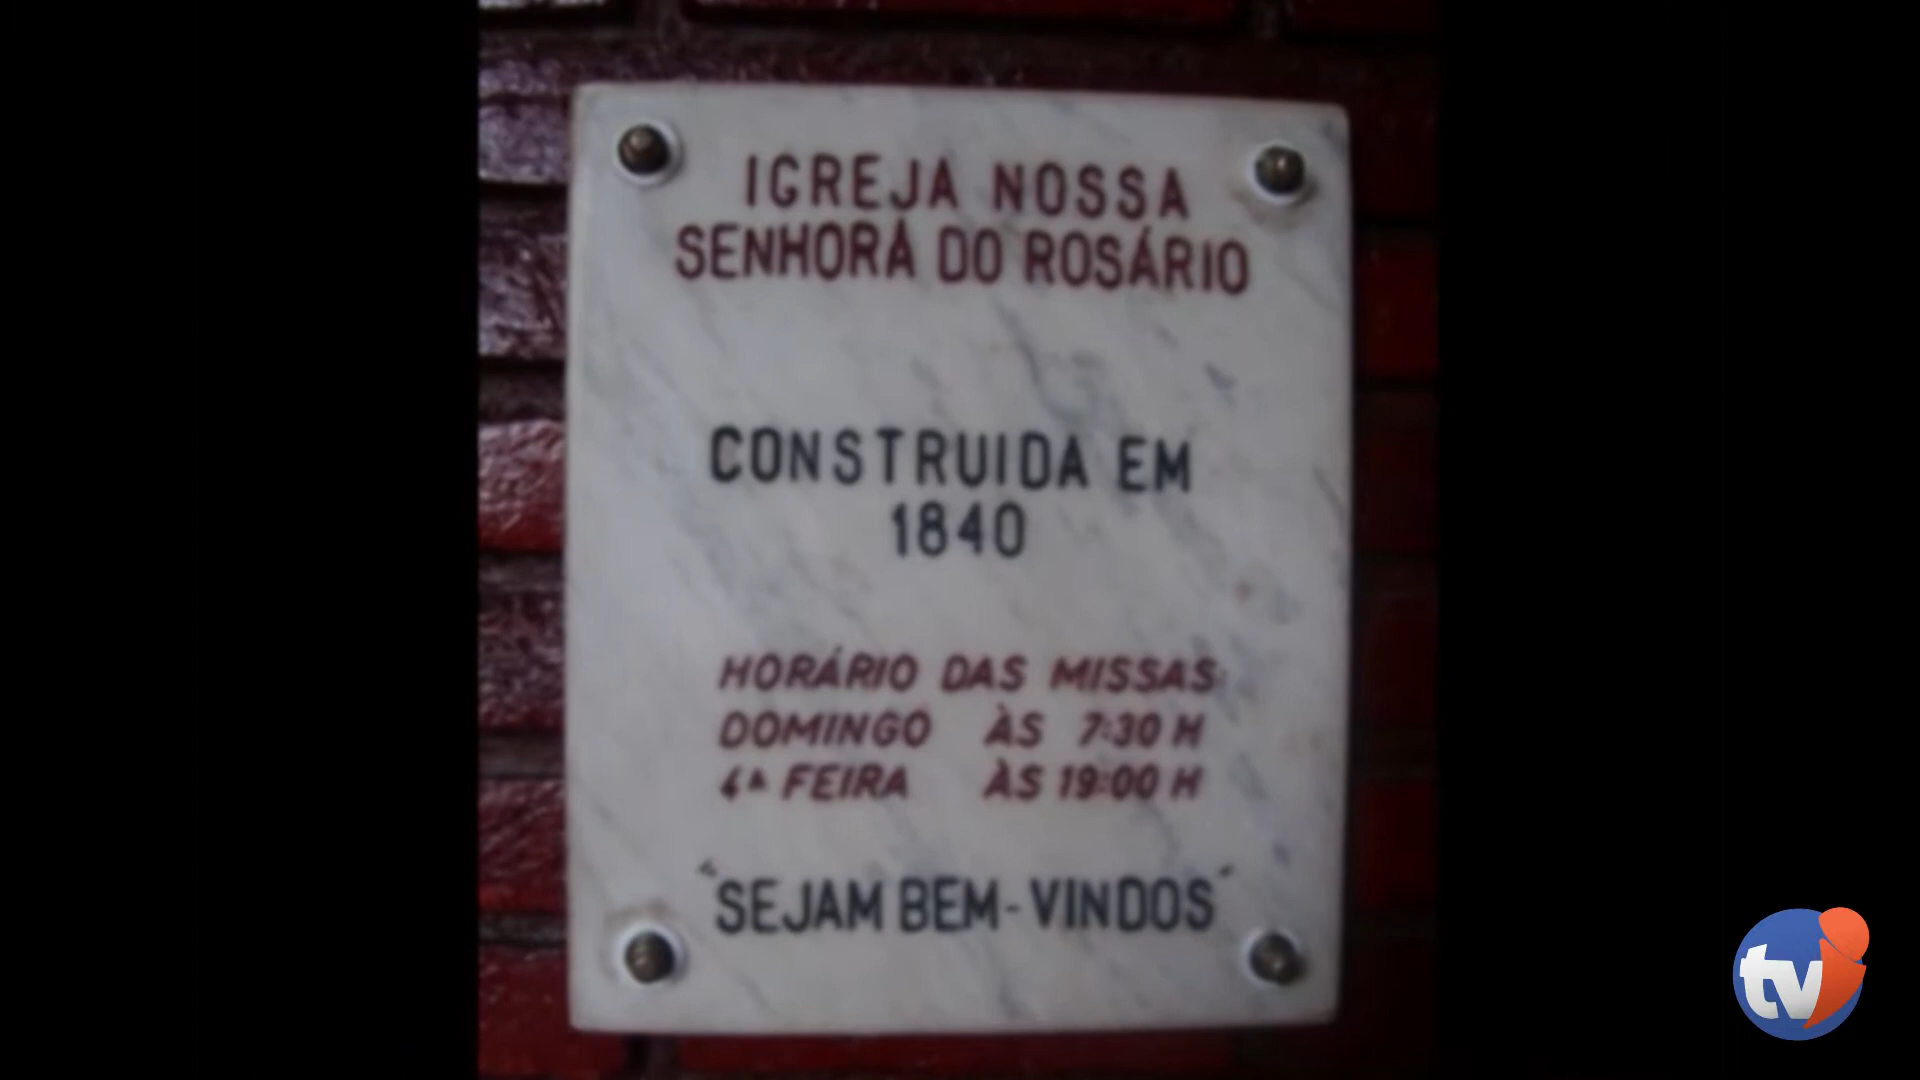 IGREJA NOSSA
SENHORA DO ROSÁRIO
CONSTRUIDA EM
1840
HORÁRIO DAS MISSAS:
DOMINGO ÀS 7:30 H
4ª FEIRA ÀS 19:00 H
"SEJAM BEM-VINDOS"
tvi